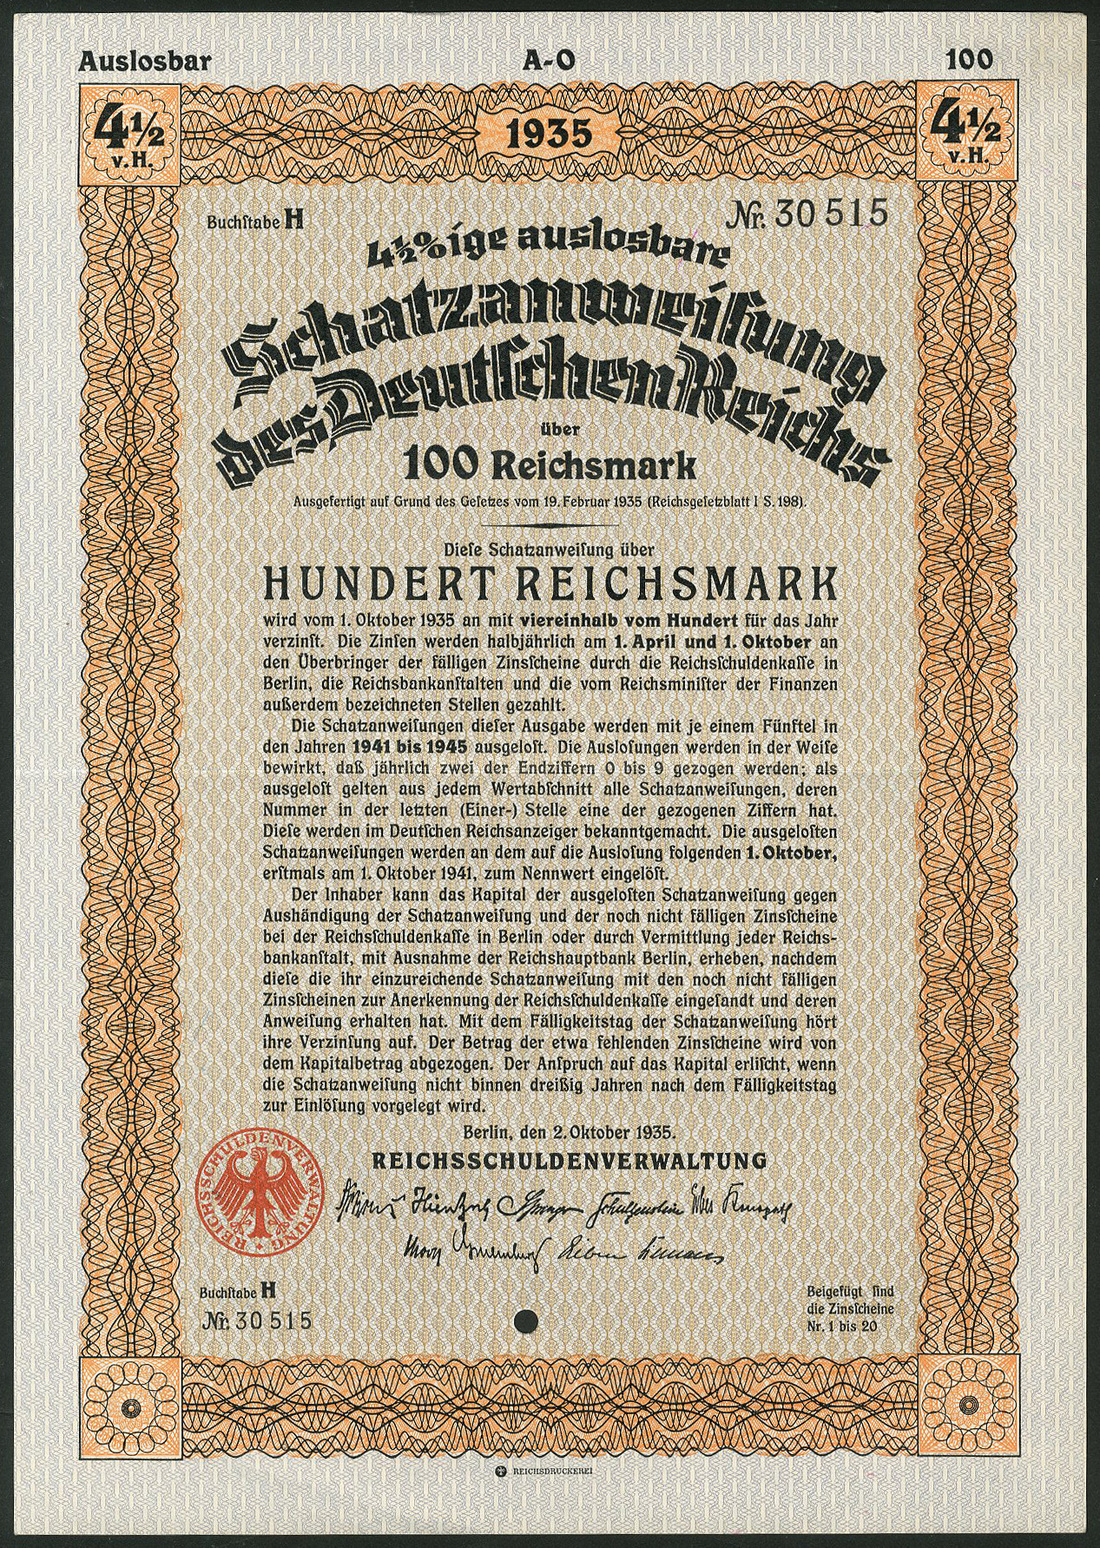 Auslosbar A-O 100
4½ v. H. 1935 4½ v. H.
Buchſtabe H Nr. 30 515
4½%ige auslosbare
Schatzanweiſung
des Deutſchen Reichs
über
100 Reichsmark
Ausgefertigt auf Grund des Geſetzes vom 19. Februar 1935 (Reichsgeſetzblatt I S. 198).
Dieſe Schatzanweiſung über
HUNDERT REICHSMARK
wird vom 1. Oktober 1935 an mit viereinhalb vom Hundert für das Jahr
verzinſt. Die Zinſen werden halbjährlich am 1. April und 1. Oktober an
den Überbringer der fälligen Zinsſcheine durch die Reichsſchuldenkaſſe in
Berlin, die Reichsbankanſtalten und die vom Reichsminiſter der Finanzen
außerdem bezeichneten Stellen gezahlt.
Die Schatzanweiſungen dieſer Ausgabe werden mit je einem Fünftel in
den Jahren 1941 bis 1945 ausgeloſt. Die Ausloſungen werden in der Weiſe
bewirkt, daß jährlich zwei der Endziffern 0 bis 9 gezogen werden; als
ausgeloſt gelten aus jedem Wertabſchnitt alle Schatzanweiſungen, deren
Nummer in der letzten (Einer-) Stelle eine der gezogenen Ziffern hat.
Dieſe werden im Deutſchen Reichsanzeiger bekanntgemacht. Die ausgeloſten
Schatzanweiſungen werden an dem auf die Ausloſung folgenden 1. Oktober,
erſtmals am 1. Oktober 1941, zum Nennwert eingelöſt.
Der Inhaber kann das Kapital der ausgeloſten Schatzanweiſung gegen
Aushändigung der Schatzanweiſung und der noch nicht fälligen Zinsſcheine
bei der Reichsſchuldenkaſſe in Berlin oder durch Vermittlung jeder Reichs-
bankanſtalt, mit Ausnahme der Reichshauptbank Berlin, erheben, nachdem
dieſe die ihr einzureichende Schatzanweiſung mit den noch nicht fälligen
Zinsſcheinen zur Anerkennung der Reichsſchuldenkaſſe eingeſandt und deren
Anweiſung erhalten hat. Mit dem Fälligkeitstag der Schatzanweiſung hört
ihre Verzinſung auf. Der Betrag der etwa fehlenden Zinsſcheine wird von
dem Kapitalbetrag abgezogen. Der Anſpruch auf das Kapital erliſcht, wenn
die Schatzanweiſung nicht binnen dreißig Jahren nach dem Fälligkeitstag
zur Einlöſung vorgelegt wird.
Berlin, den 2. Oktober 1935.
REICHSSCHULDENVERWALTUNG
REICHSSCHULDENVERWALTUNG
Buchſtabe H
Nr. 30 515
Beigefügt ſind
die Zinsſcheine
Nr. 1 bis 20
REICHSDRUCKEREI